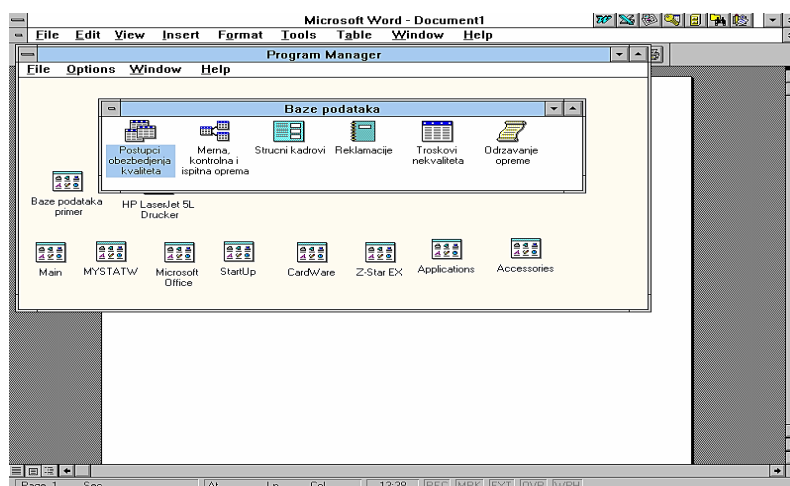 Microsoft Word - Document1
File Edit View Insert Format Tools Table Window Help
Program Manager
File Options Window Help
Baze podataka
Postupci
obezbedjenja
kvaliteta
Merna,
kontrolna i
ispitna oprema
Strucni kadrovi
Reklamacije
Troskovi
nekvaliteta
Odrzavanje
opreme
Baze podataka
primer
HP LaserJet 5L
Drucker
Main
MYSTATW
Microsoft
Office
StartUp
CardWare
Z-Star EX
Applications
Accessories
Page 1 Sec At Ln Col 13:38 REC MRK EXT OVR WPH